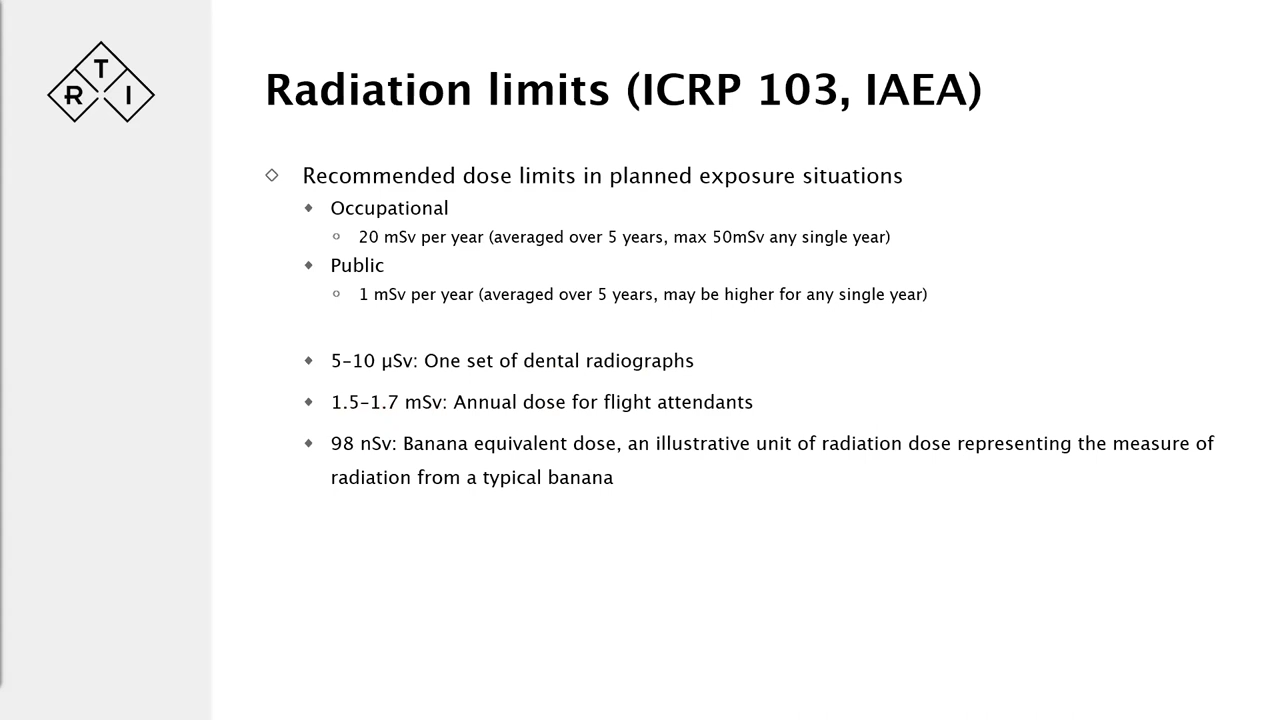 T
R I
Radiation limits (ICRP 103, IAEA)
Recommended dose limits in planned exposure situations
Occupational
20 mSv per year (averaged over 5 years, max 50mSv any single year)
Public
1 mSv per year (averaged over 5 years, may be higher for any single year)
5–10 μSv: One set of dental radiographs
1.5–1.7 mSv: Annual dose for flight attendants
98 nSv: Banana equivalent dose, an illustrative unit of radiation dose representing the measure of
radiation from a typical banana